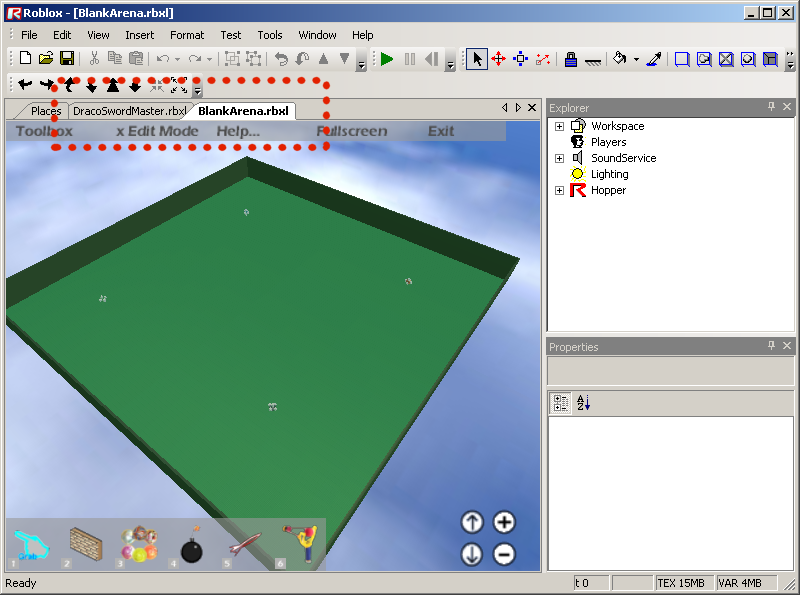 Roblox - [BlankArena.rbxl]
File Edit View Insert Format Test Tools Window Help
Places DracoSwordMaster.rbxl BlankArena.rbxl
Toolbox x Edit Mode Help... Fullscreen Exit
Explorer
Workspace
Players
SoundService
Lighting
Hopper
Properties
A
Z
Grab
1 2 3 4 5 6
Ready t 0 TEX 15MB VAR 4MB